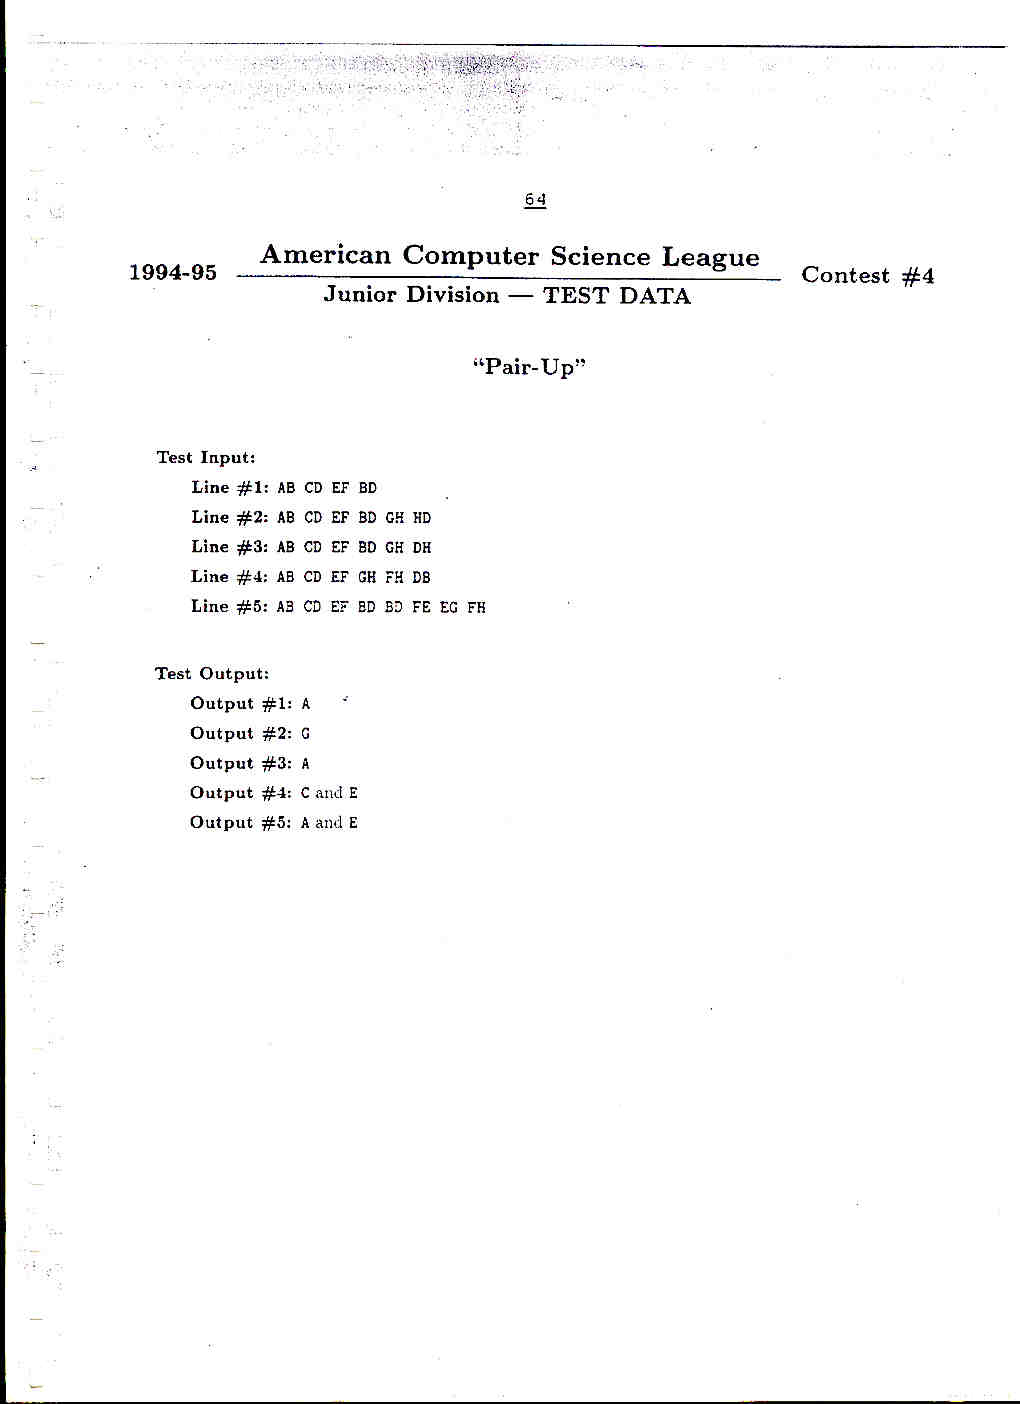 64
1994-95 American Computer Science League Contest #4
Junior Division — TEST DATA
“Pair-Up”
Test Input:
Line #1: AB CD EF BD
Line #2: AB CD EF BD GH HD
Line #3: AB CD EF BD GH DH
Line #4: AB CD EF GH FH DB
Line #5: AB CD EF BD BD FE EG FH
Test Output:
Output #1: A
Output #2: G
Output #3: A
Output #4: C and E
Output #5: A and E